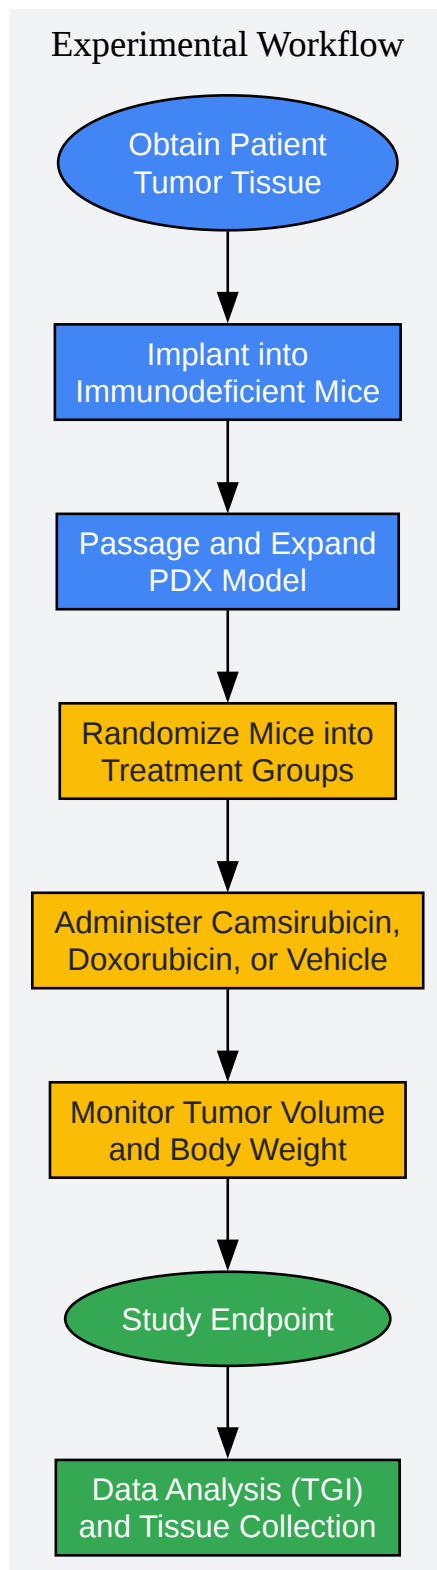 Experimental Workflow
Obtain Patient
Tumor Tissue
Implant into
Immunodeficient Mice
Passage and Expand
PDX Model
Randomize Mice into
Treatment Groups
Administer Camsirubicin,
Doxorubicin, or Vehicle
Monitor Tumor Volume
and Body Weight
Study Endpoint
Data Analysis (TGI)
and Tissue Collection